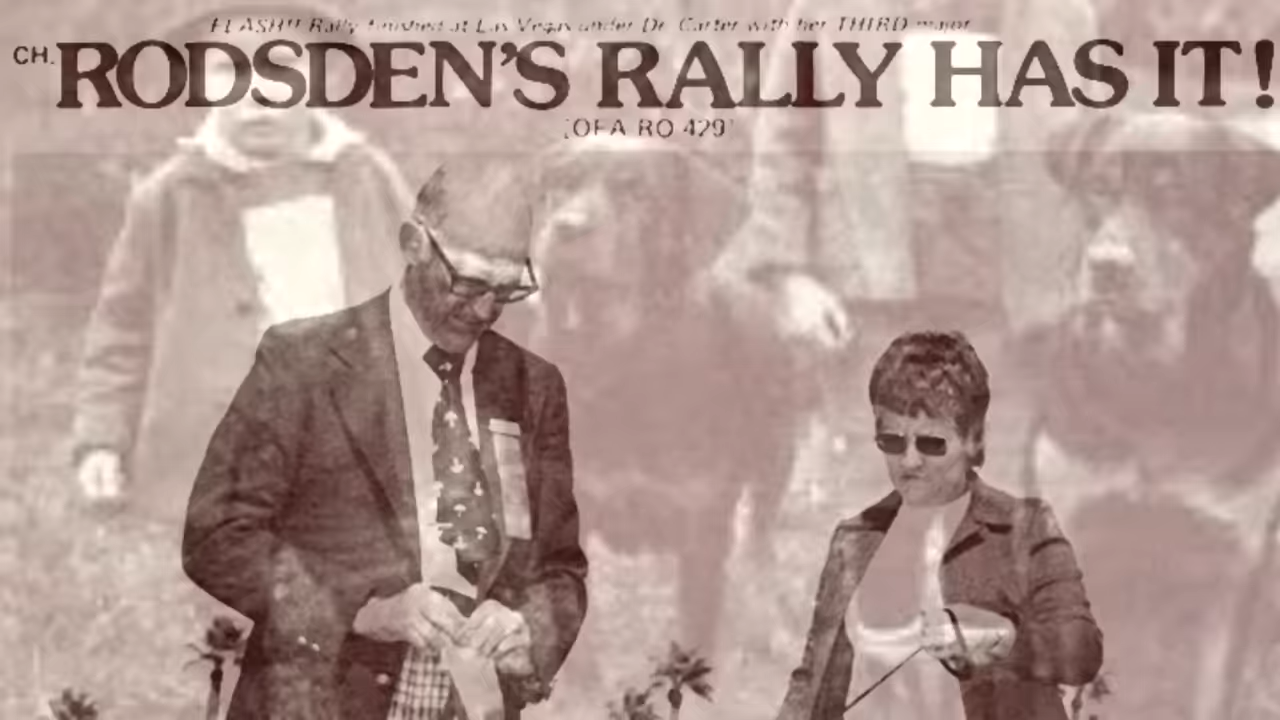 FLASH!! Rally finished at Las Vegas under Dr. Carter with her THIRD major
CH. RODSDEN'S RALLY HAS IT!
(OFA RO 429)